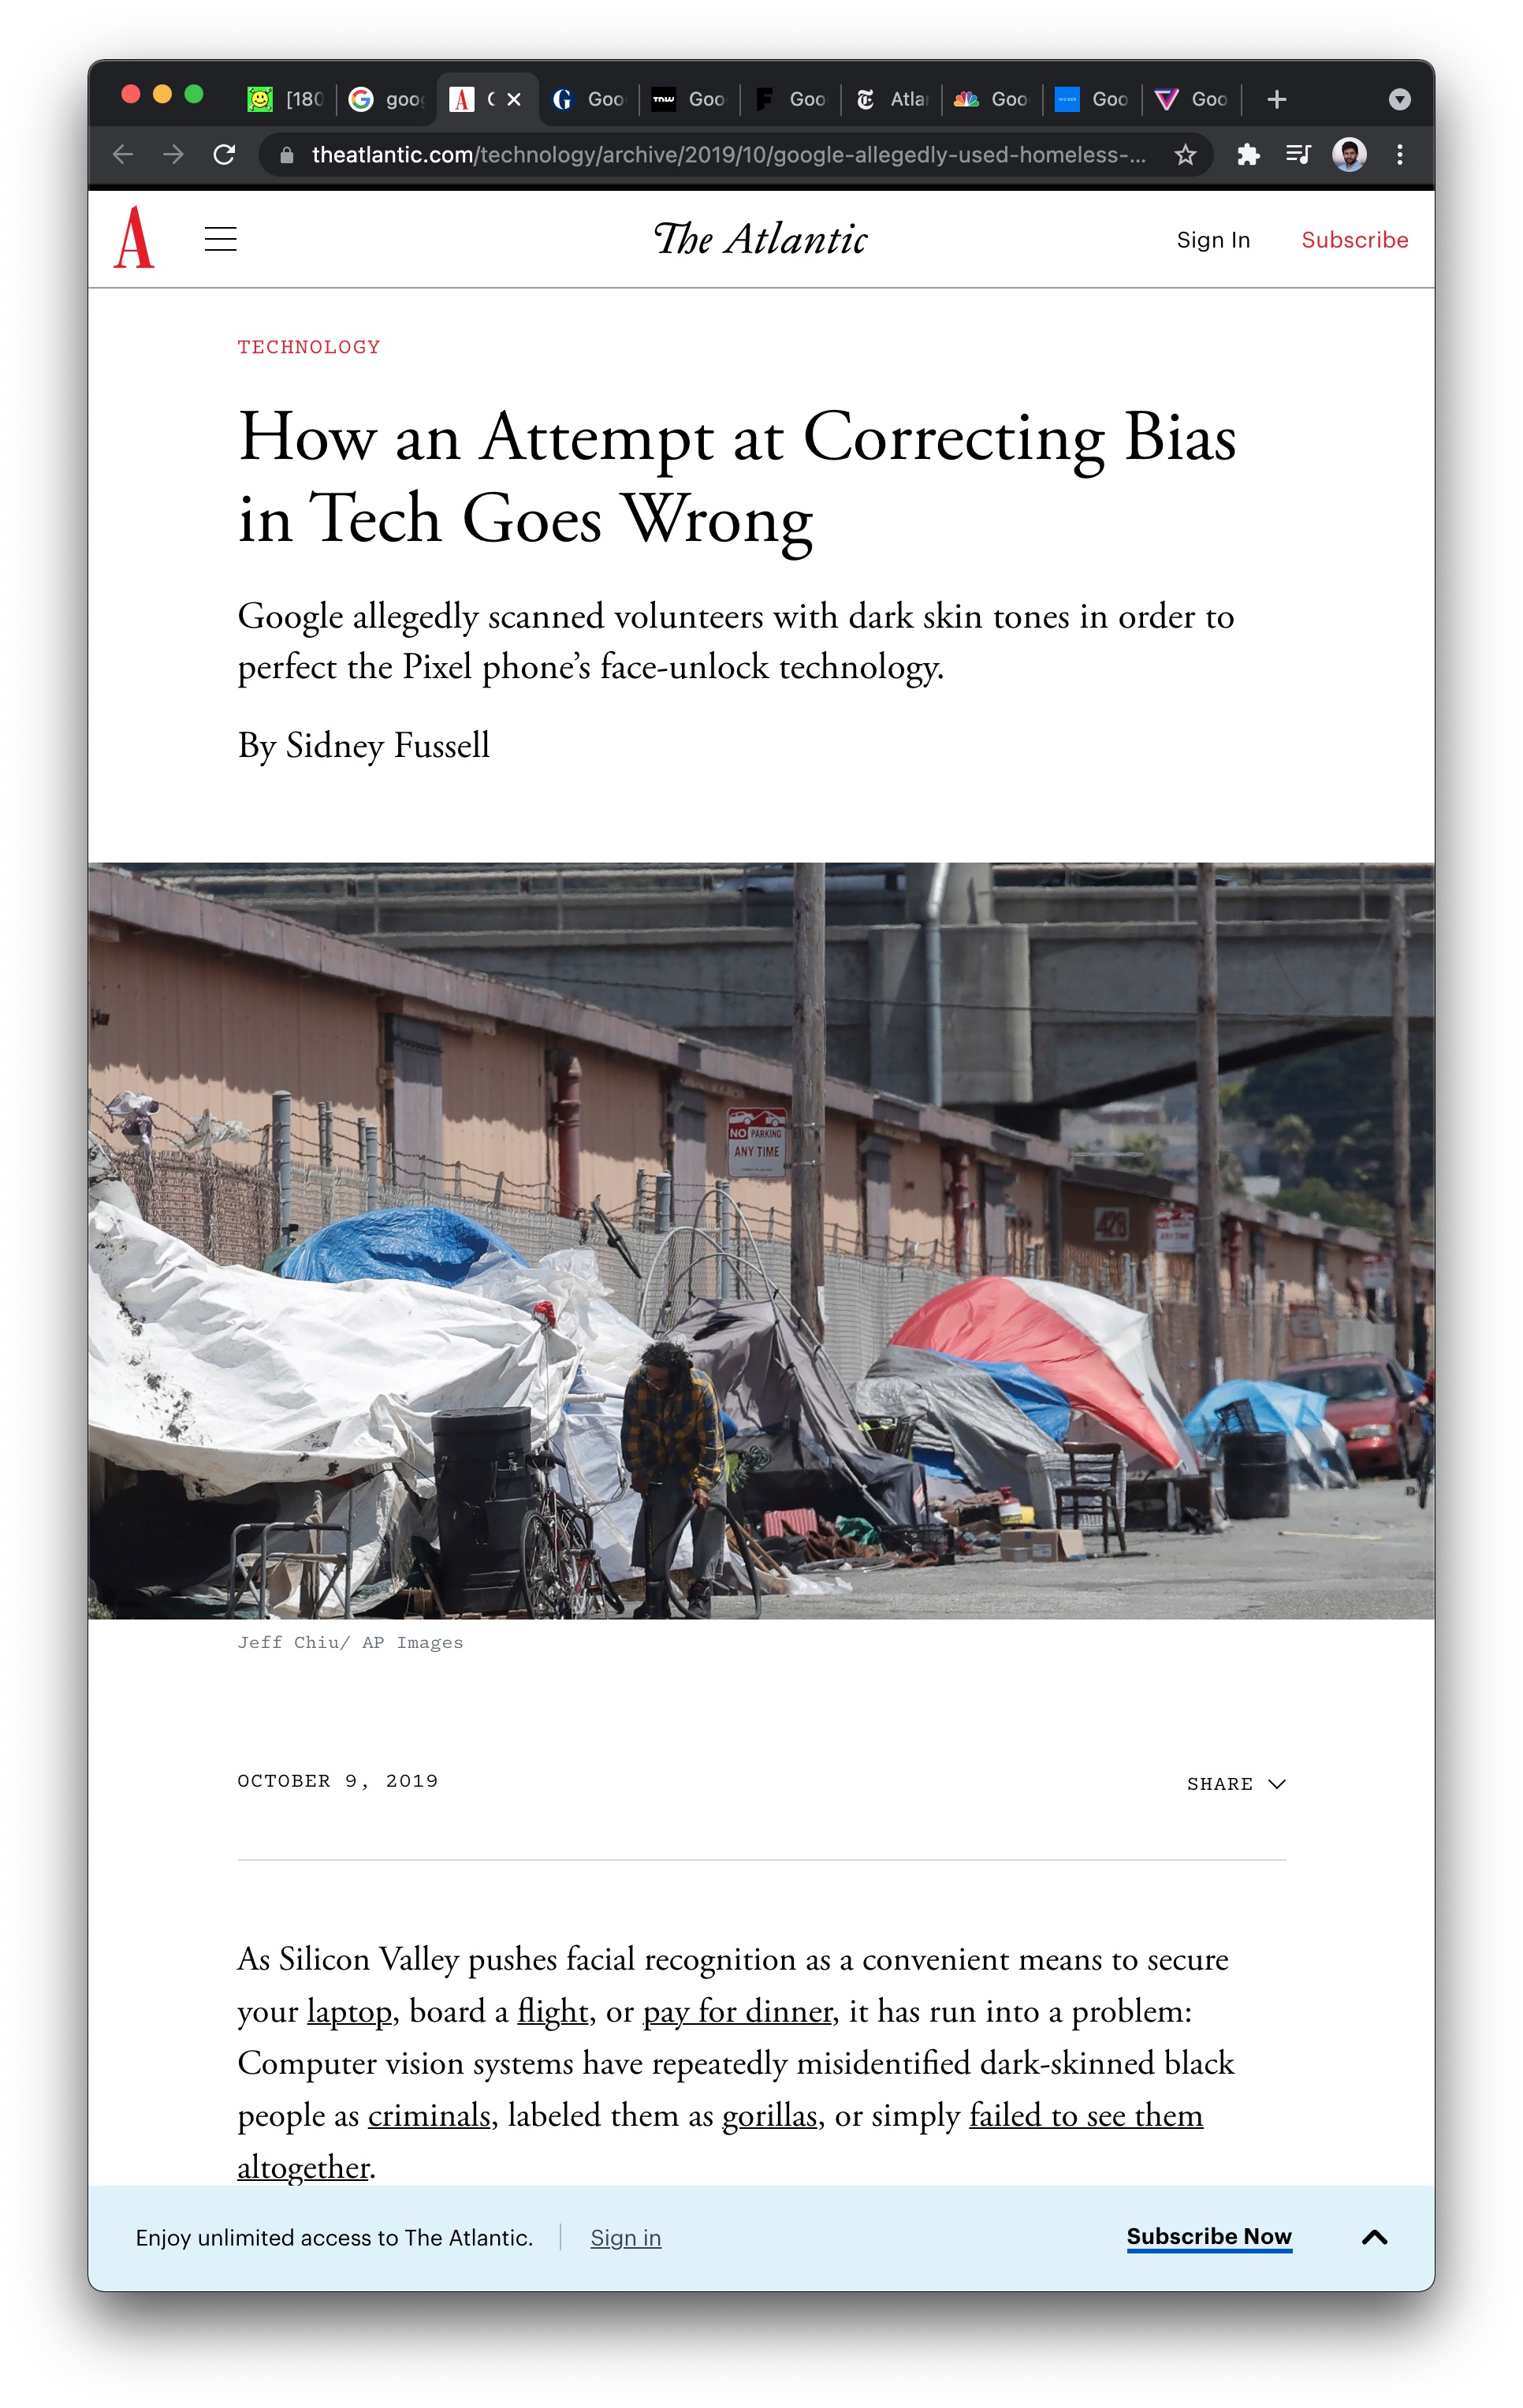 [180
goo
G
Goo
TNW
Goo
Goo
Atla
Goo
INSIDER
Goo
Goo
theatlantic.com/technology/archive/2019/10/google-allegedly-used-homeless-...
A
The Atlantic
Sign In
Subscribe
TECHNOLOGY
How an Attempt at Correcting Bias
in Tech Goes Wrong
Google allegedly scanned volunteers with dark skin tones in order to
perfect the Pixel phone’s face-unlock technology.
By Sidney Fussell
NO PARKING
ANY TIME
428
ANY TIME
Jeff Chiu/ AP Images
OCTOBER 9, 2019
SHARE
As Silicon Valley pushes facial recognition as a convenient means to secure
your laptop, board a flight, or pay for dinner, it has run into a problem:
Computer vision systems have repeatedly misidentified dark-skinned black
people as criminals, labeled them as gorillas, or simply failed to see them
altogether.
Enjoy unlimited access to The Atlantic.
Sign in
Subscribe Now